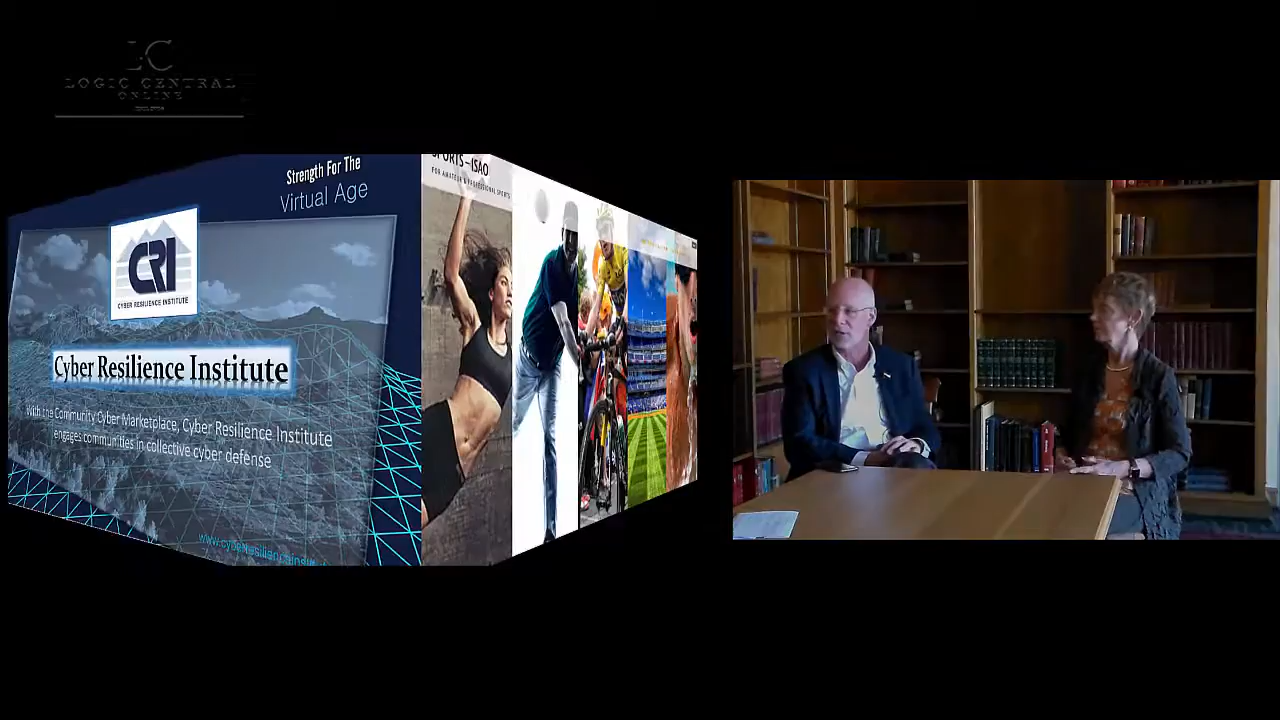 LC
LOGIC CENTRAL
ONLINE
Strength For The
Virtual Age
CRI
CYBER RESILIENCE INSTITUTE
Cyber Resilience Institute
With the Community Cyber Marketplace, Cyber Resilience Institute
engages communities in collective cyber defense
SPORTS–ISAO
FOR AMATEUR & PROFESSIONAL SPORTS